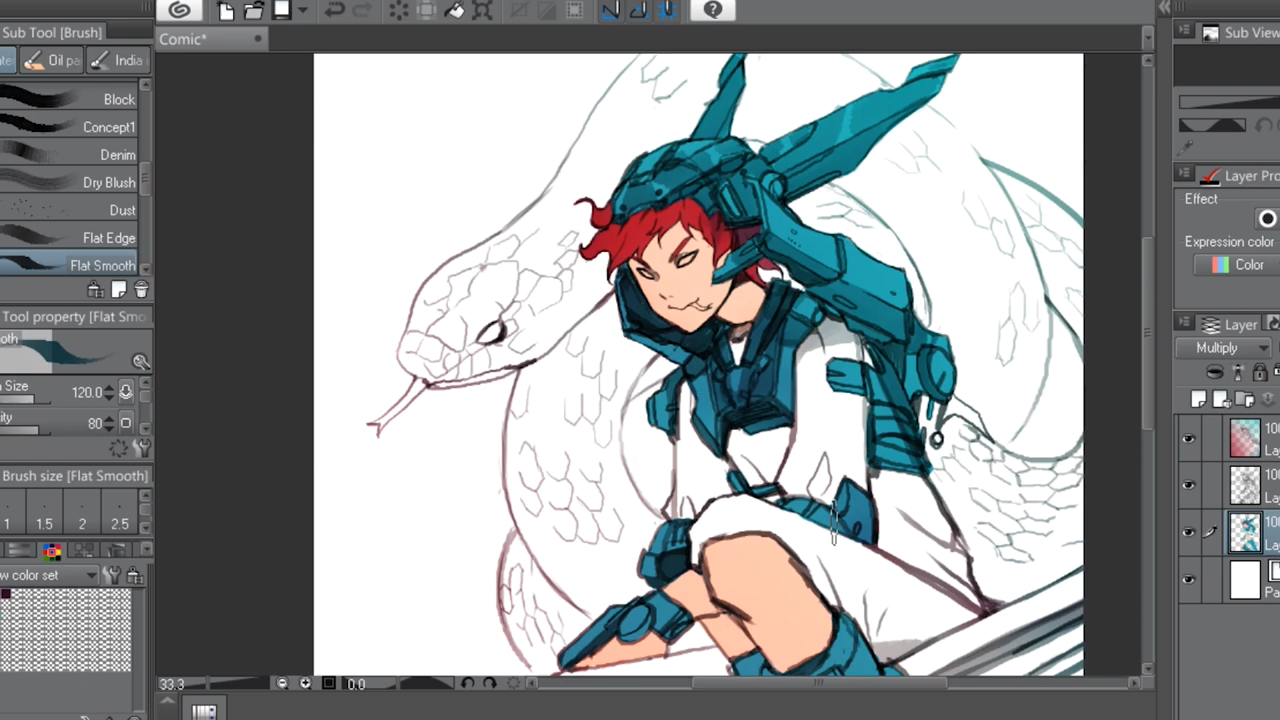 Sub Tool [Brush]
Oil pa
India
Block
Concept1
Denim
Dry Blush
Dust
Flat Edge
Flat Smooth
Tool property [Flat Smo
Size
120.0
80
Brush size [Flat Smooth]
1 1.5 2 2.5
color set
Comic*
33.3
0.0
Sub View
Layer Pro
Effect
Expression color
Color
Layer
Multiply